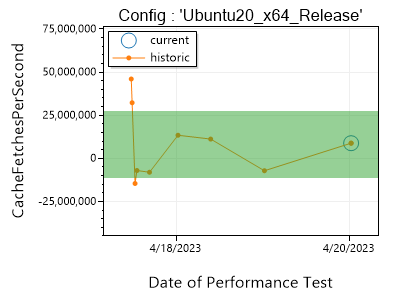 Config : 'Ubuntu20_x64_Release'
75,000,000
50,000,000
25,000,000
0
-25,000,000
CacheFetchesPerSecond
current
historic
4/18/2023
4/20/2023
Date of Performance Test